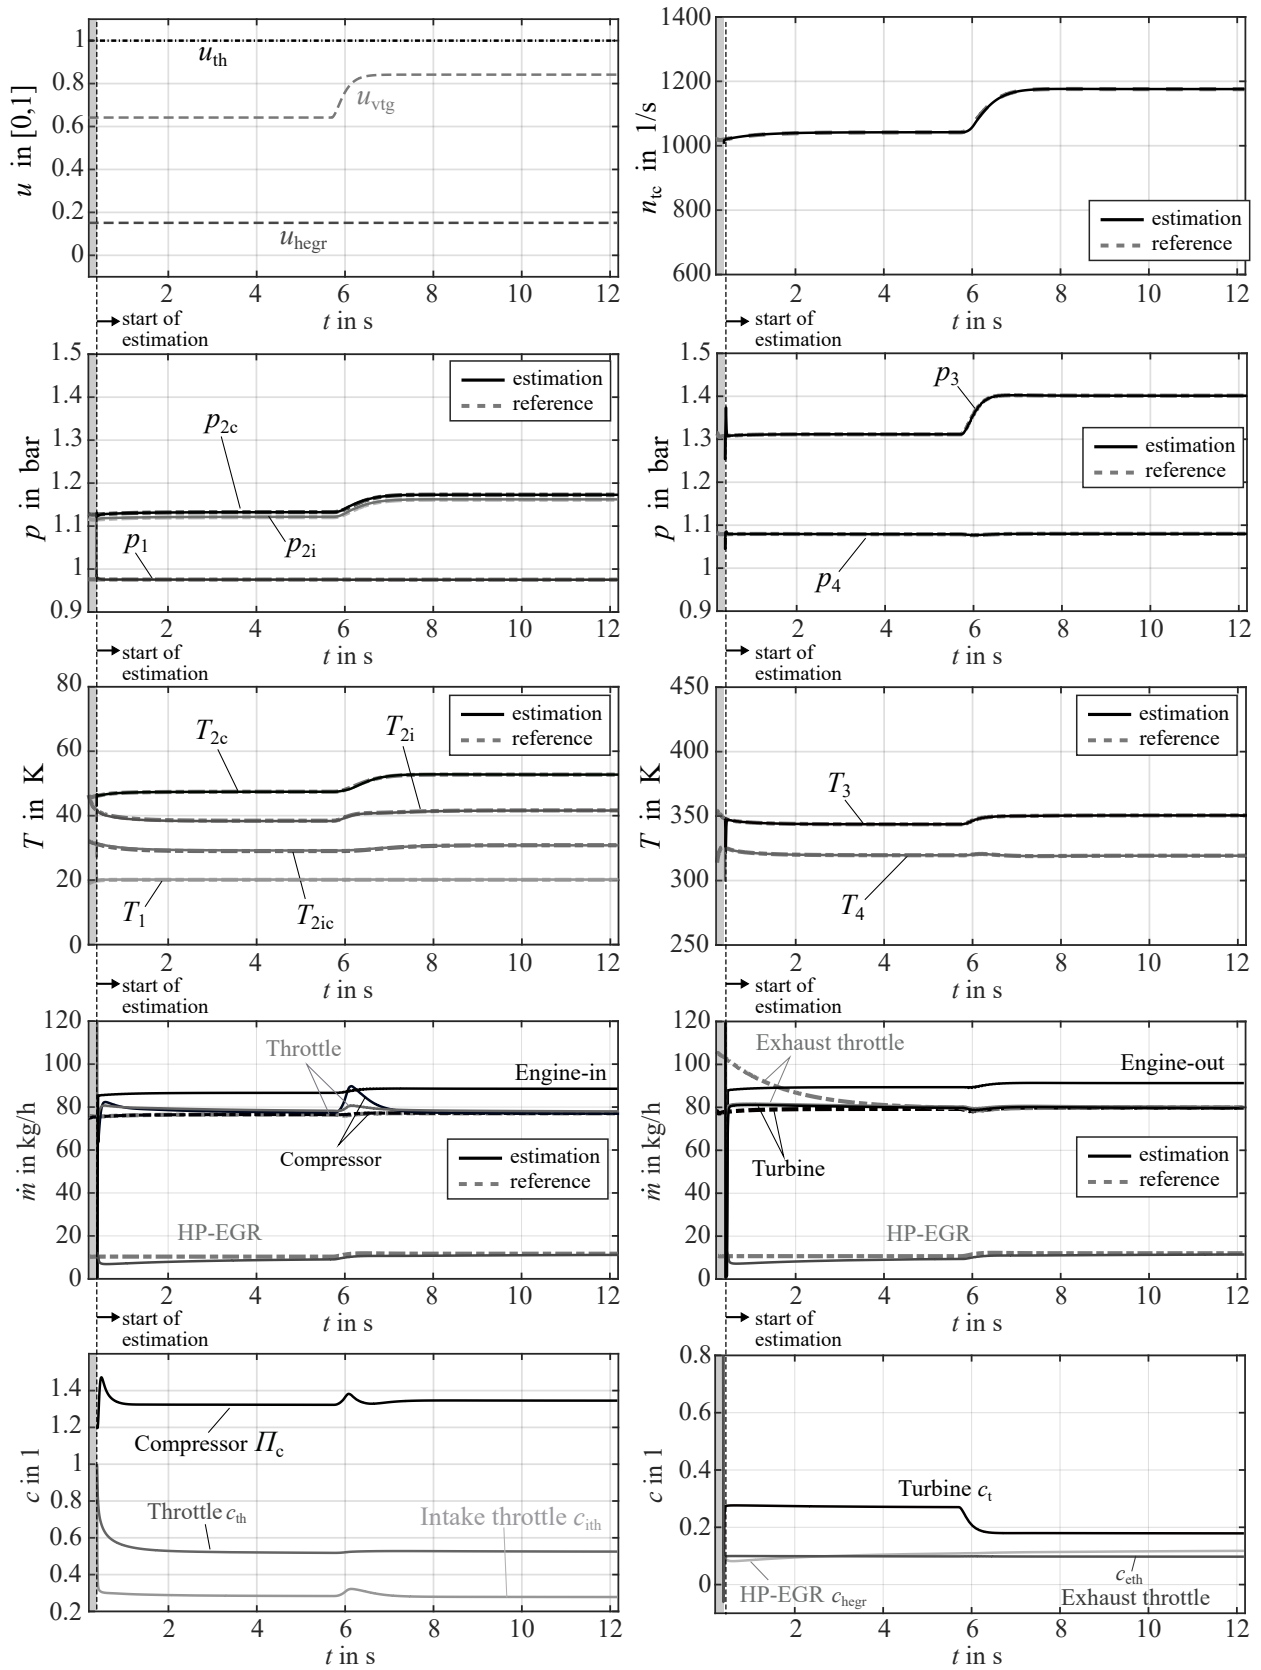 1
0.8
0.6
0.4
0.2
0
u in [0,1]
u_th
u_vtg
u_hegr
2 4 6 8 10 12
t in s
start of
estimation
1400
1200
1000
800
600
n_tc in 1/s
estimation
reference
2 4 6 8 10 12
t in s
start of
estimation
1.5
1.4
1.3
1.2
1.1
1
0.9
p in bar
estimation
reference
p_2c
p_1
p_2i
2 4 6 8 10 12
t in s
start of
estimation
1.5
1.4
1.3
1.2
1.1
1
0.9
p in bar
p_3
estimation
reference
p_4
2 4 6 8 10 12
t in s
start of
estimation
80
60
40
20
0
T in K
estimation
reference
T_2c
T_2i
T_1
T_2ic
2 4 6 8 10 12
t in s
start of
estimation
450
400
350
300
250
T in K
estimation
reference
T_3
T_4
2 4 6 8 10 12
t in s
start of
estimation
120
100
80
60
40
20
0
ṁ in kg/h
Throttle
Engine-in
Compressor
estimation
reference
HP-EGR
2 4 6 8 10 12
t in s
start of
estimation
120
100
80
60
40
20
0
ṁ in kg/h
Exhaust throttle
Engine-out
Turbine
estimation
reference
HP-EGR
2 4 6 8 10 12
t in s
start of
estimation
1.4
1.2
1
0.8
0.6
0.4
0.2
c in 1
Compressor Π_c
Throttle c_th
Intake throttle c_ith
2 4 6 8 10 12
t in s
0.8
0.6
0.4
0.2
0
c in 1
Turbine c_t
c_eth
HP-EGR c_hegr
Exhaust throttle
2 4 6 8 10 12
t in s